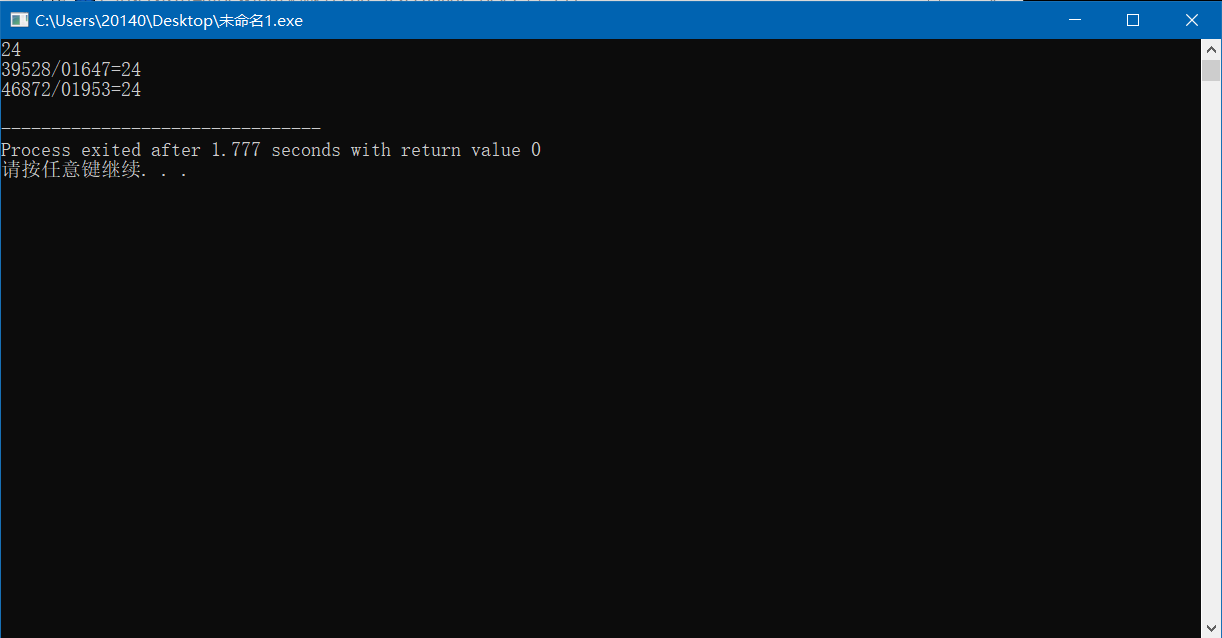 C:\Users\20140\Desktop\未命名1.exe
24
39528/01647=24
46872/01953=24
--------------------------------
Process exited after 1.777 seconds with return value 0
请按任意键继续. . .